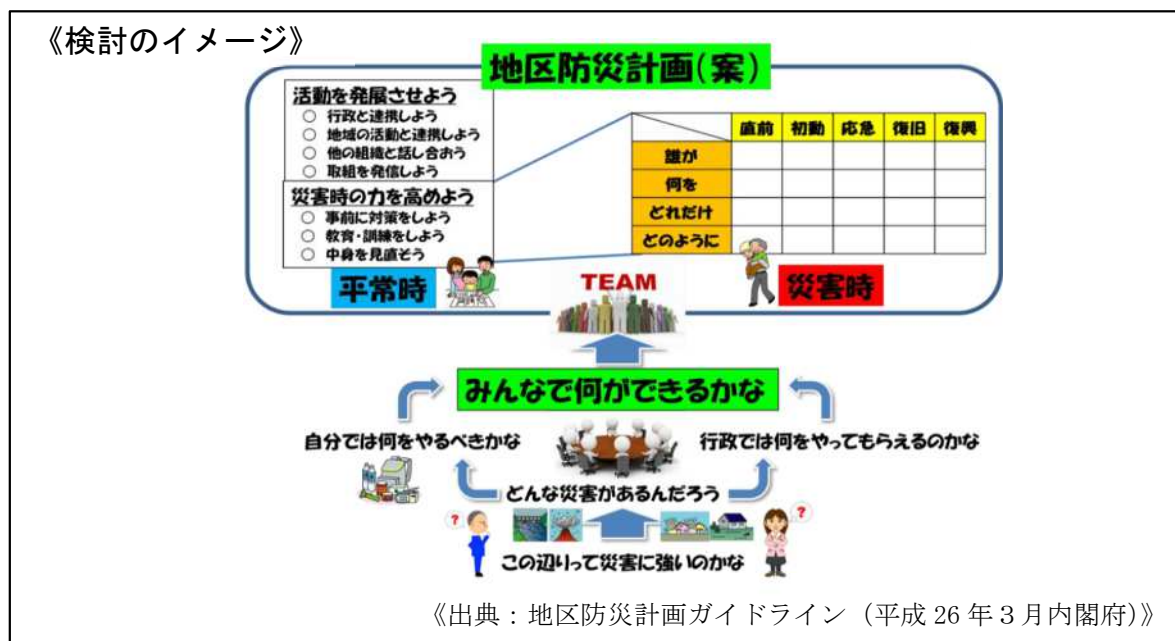 《検討のイメージ》
地区防災計画(案)
活動を発展させよう
○ 行政と連携しよう
○ 地域の活動と連携しよう
○ 他の組織と話し合おう
○ 取組を発信しよう
災害時の力を高めよう
○ 事前に対策をしよう
○ 教育・訓練をしよう
○ 中身を見直そう
平常時
直前 初動 応急 復旧 復興
誰が
何を
どれだけ
どのように
災害時
TEAM
みんなで何ができるかな
自分では何をやるべきかな
行政では何をやってもらえるのかな
どんな災害があるんだろう
?
?
この辺りって災害に強いのかな
《出典：地区防災計画ガイドライン（平成 26 年３月内閣府）》